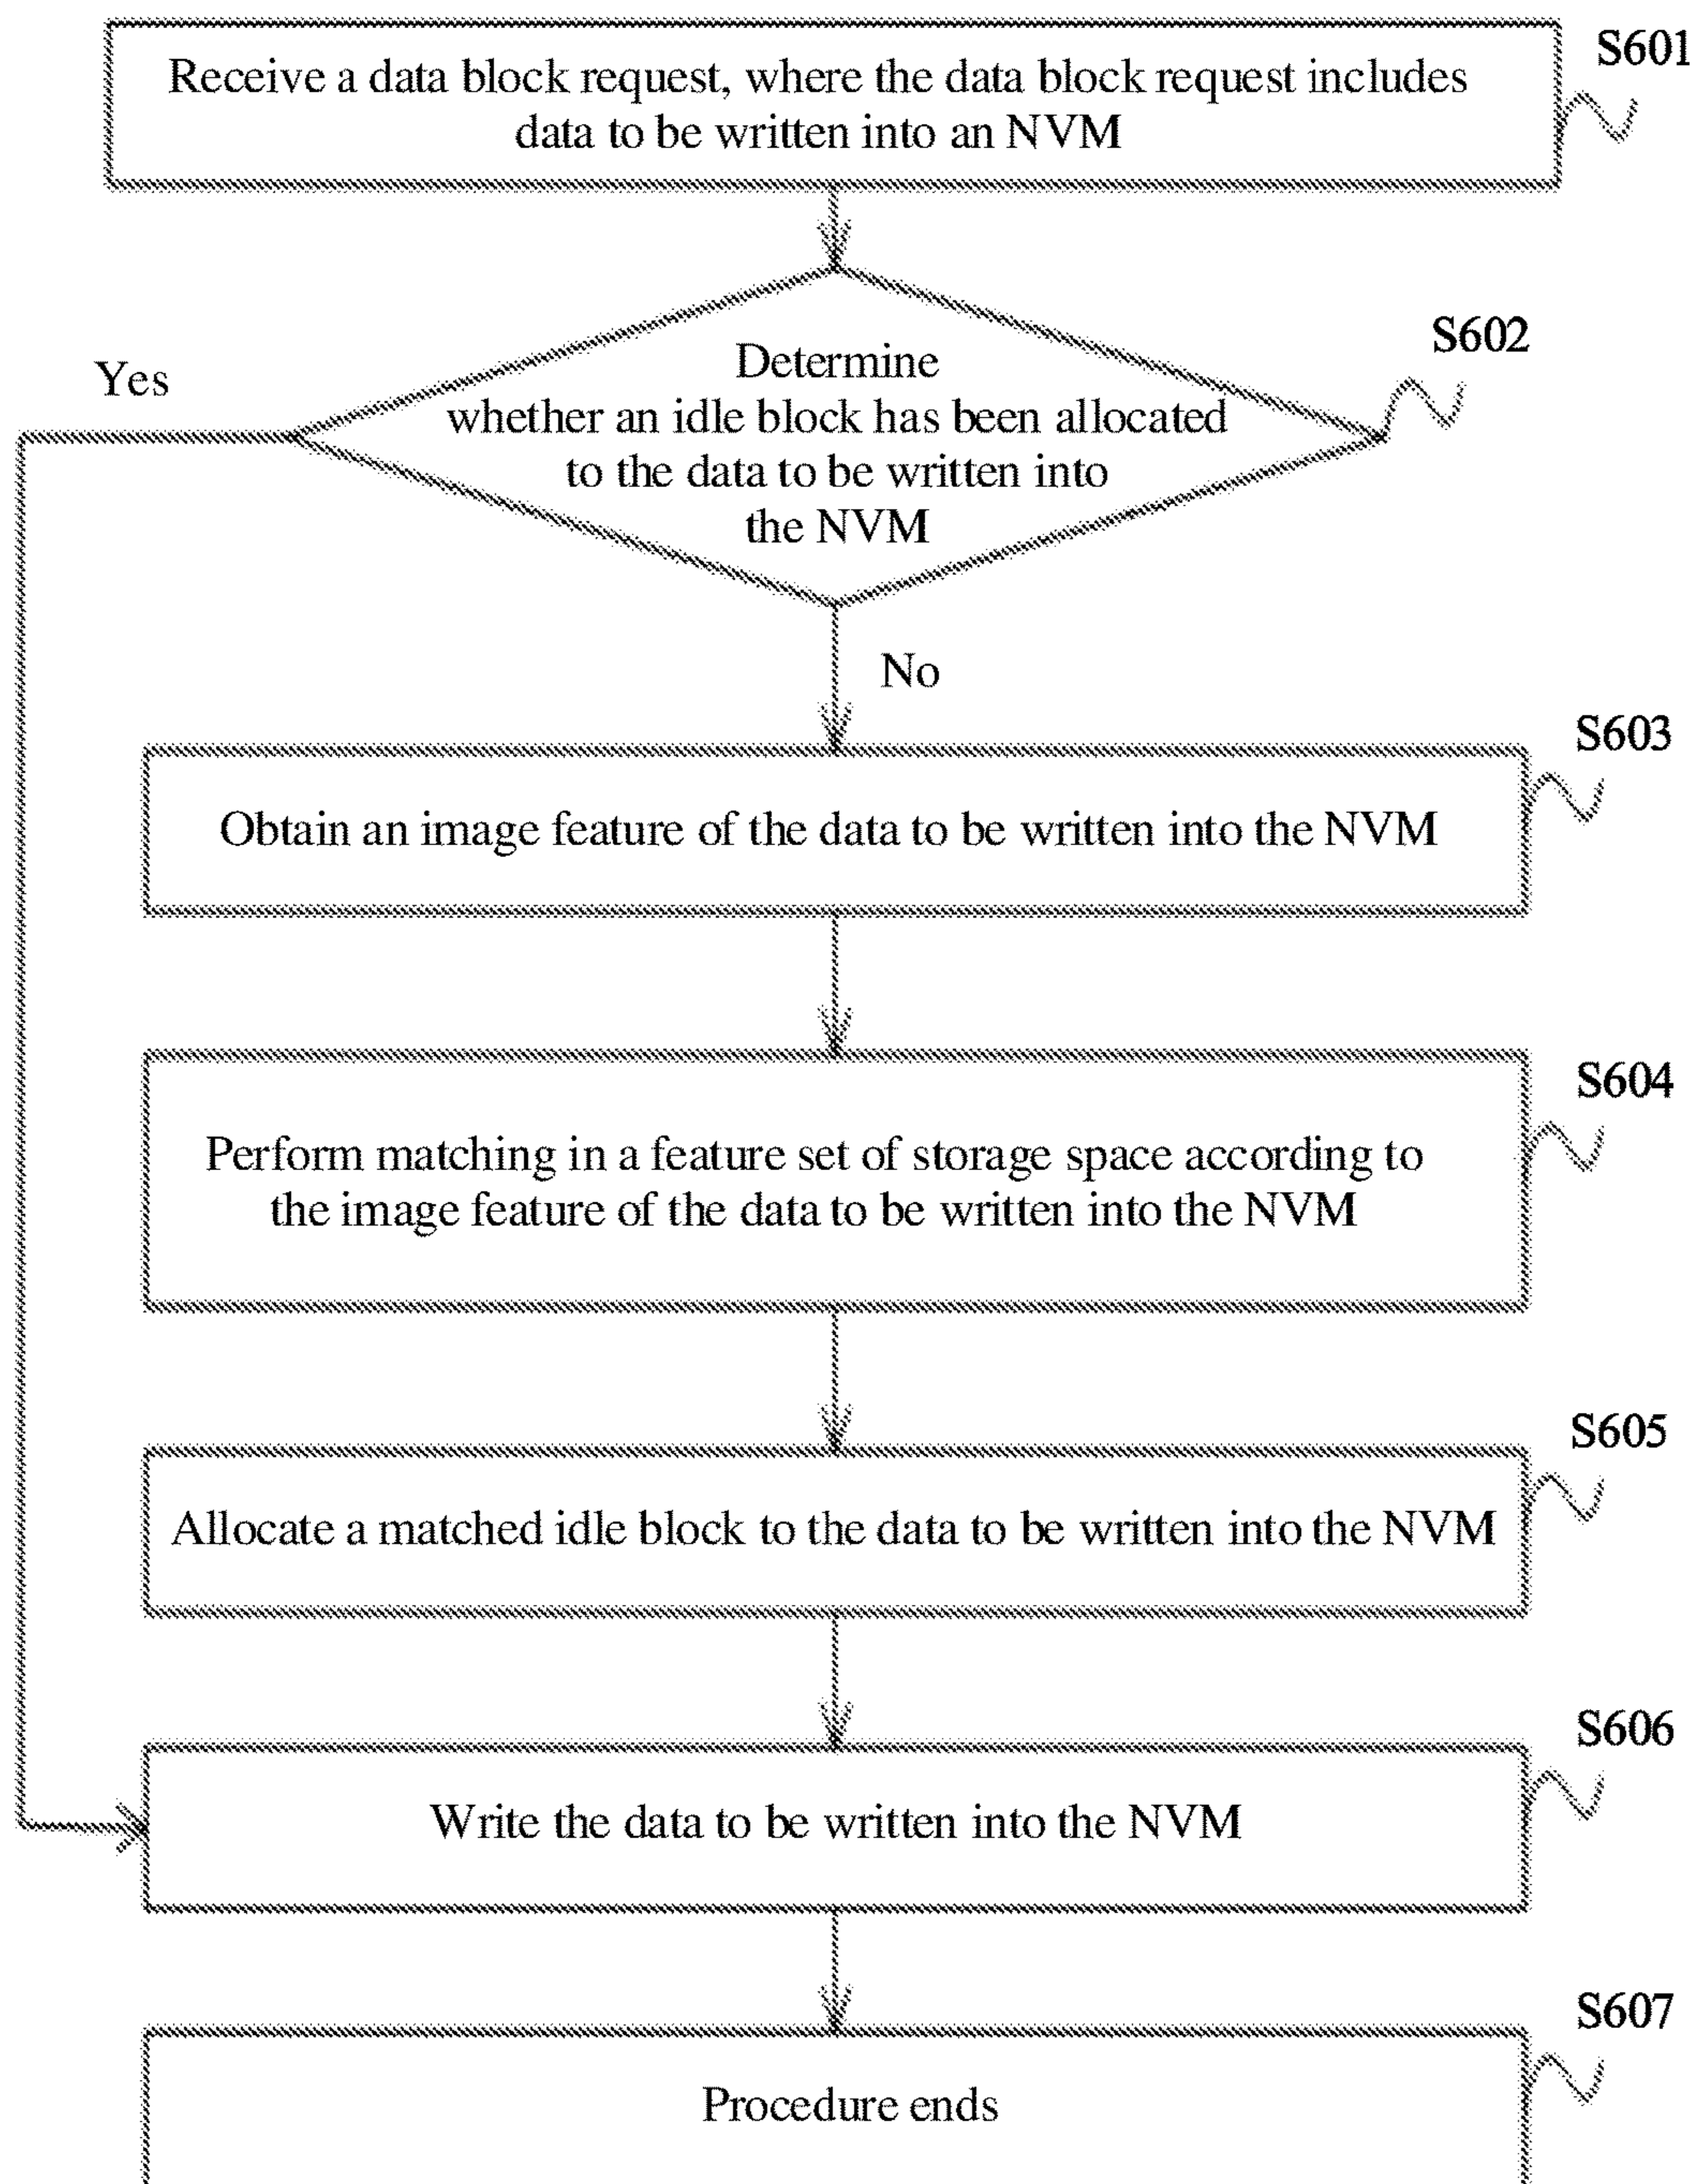 S601
Receive a data block request, where the data block request includes
data to be written into an NVM
S602
Yes
Determine
whether an idle block has been allocated
to the data to be written into
the NVM
No
S603
Obtain an image feature of the data to be written into the NVM
S604
Perform matching in a feature set of storage space according to
the image feature of the data to be written into the NVM
S605
Allocate a matched idle block to the data to be written into the NVM
S606
Write the data to be written into the NVM
S607
Procedure ends